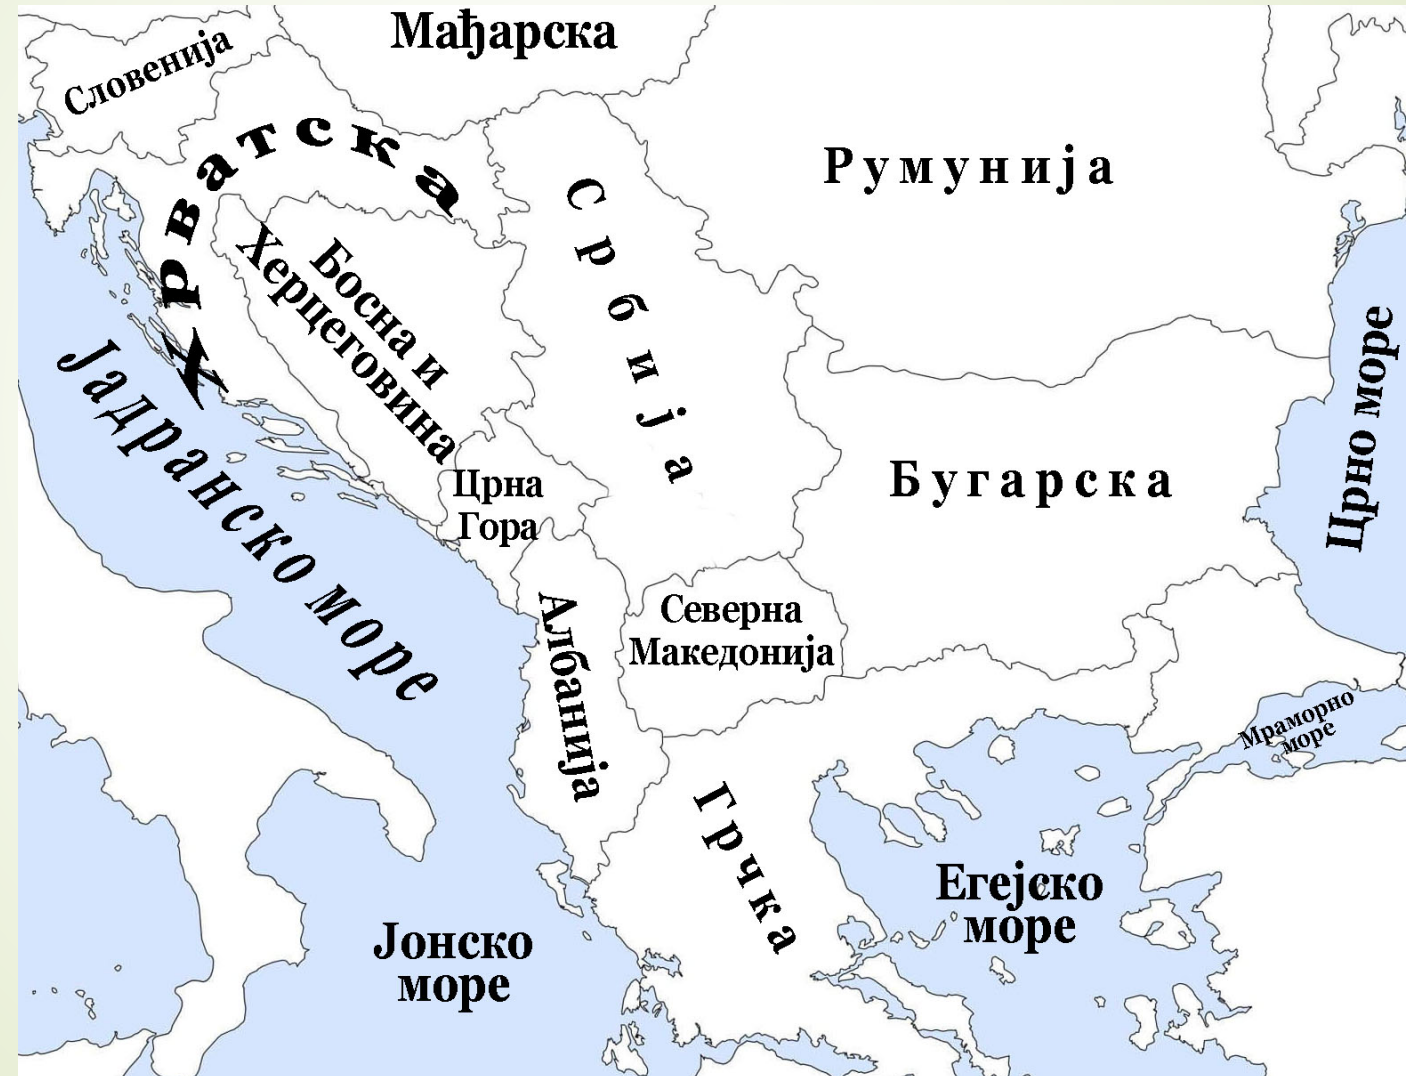 Мађарска
Словенија
Хрватска
Румунија
Србија
Босна и
Херцеговина
Јадранско море
Црно море
Бугарска
Црна
Гора
Северна
Македонија
Албанија
Мраморно
море
Грчка
Егејско
море
Јонско
море